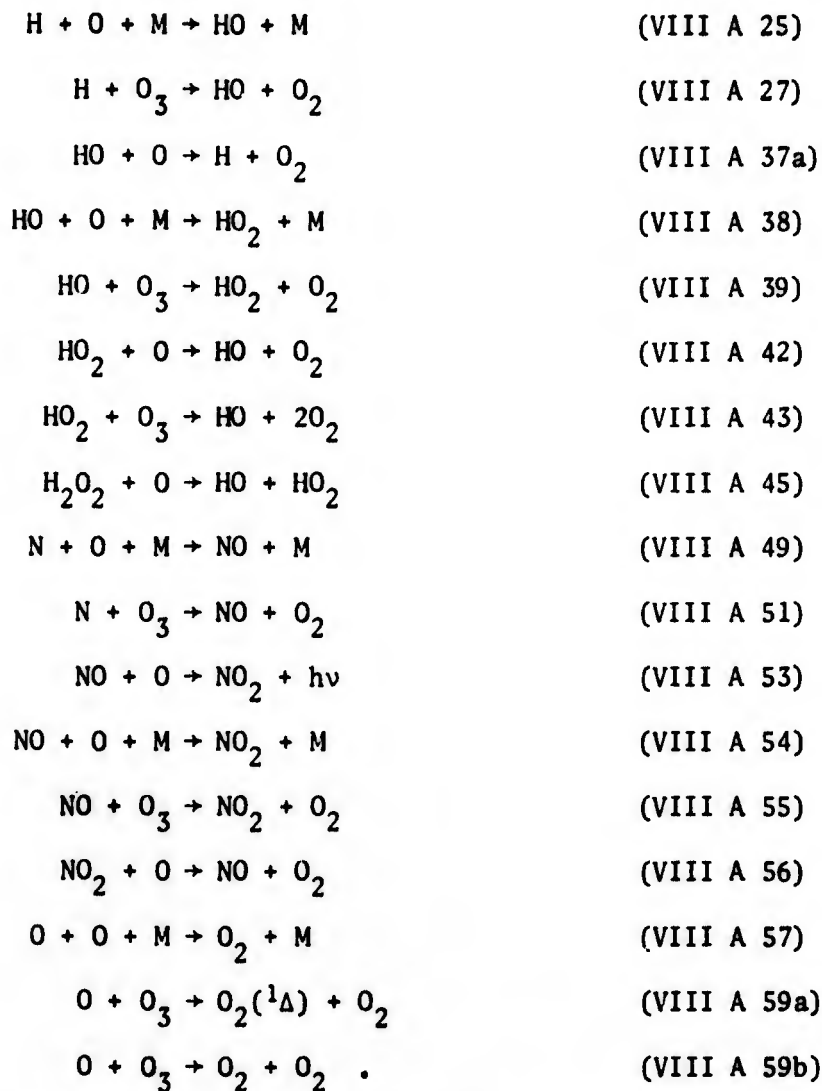 H + O + M → HO + M (VIII A 25)
H + O₃ → HO + O₂ (VIII A 27)
HO + O → H + O₂ (VIII A 37a)
HO + O + M → HO₂ + M (VIII A 38)
HO + O₃ → HO₂ + O₂ (VIII A 39)
HO₂ + O → HO + O₂ (VIII A 42)
HO₂ + O₃ → HO + 2O₂ (VIII A 43)
H₂O₂ + O → HO + HO₂ (VIII A 45)
N + O + M → NO + M (VIII A 49)
N + O₃ → NO + O₂ (VIII A 51)
NO + O → NO₂ + hν (VIII A 53)
NO + O + M → NO₂ + M (VIII A 54)
NO + O₃ → NO₂ + O₂ (VIII A 55)
NO₂ + O → NO + O₂ (VIII A 56)
O + O + M → O₂ + M (VIII A 57)
O + O₃ → O₂(¹Δ) + O₂ (VIII A 59a)
O + O₃ → O₂ + O₂ . (VIII A 59b)